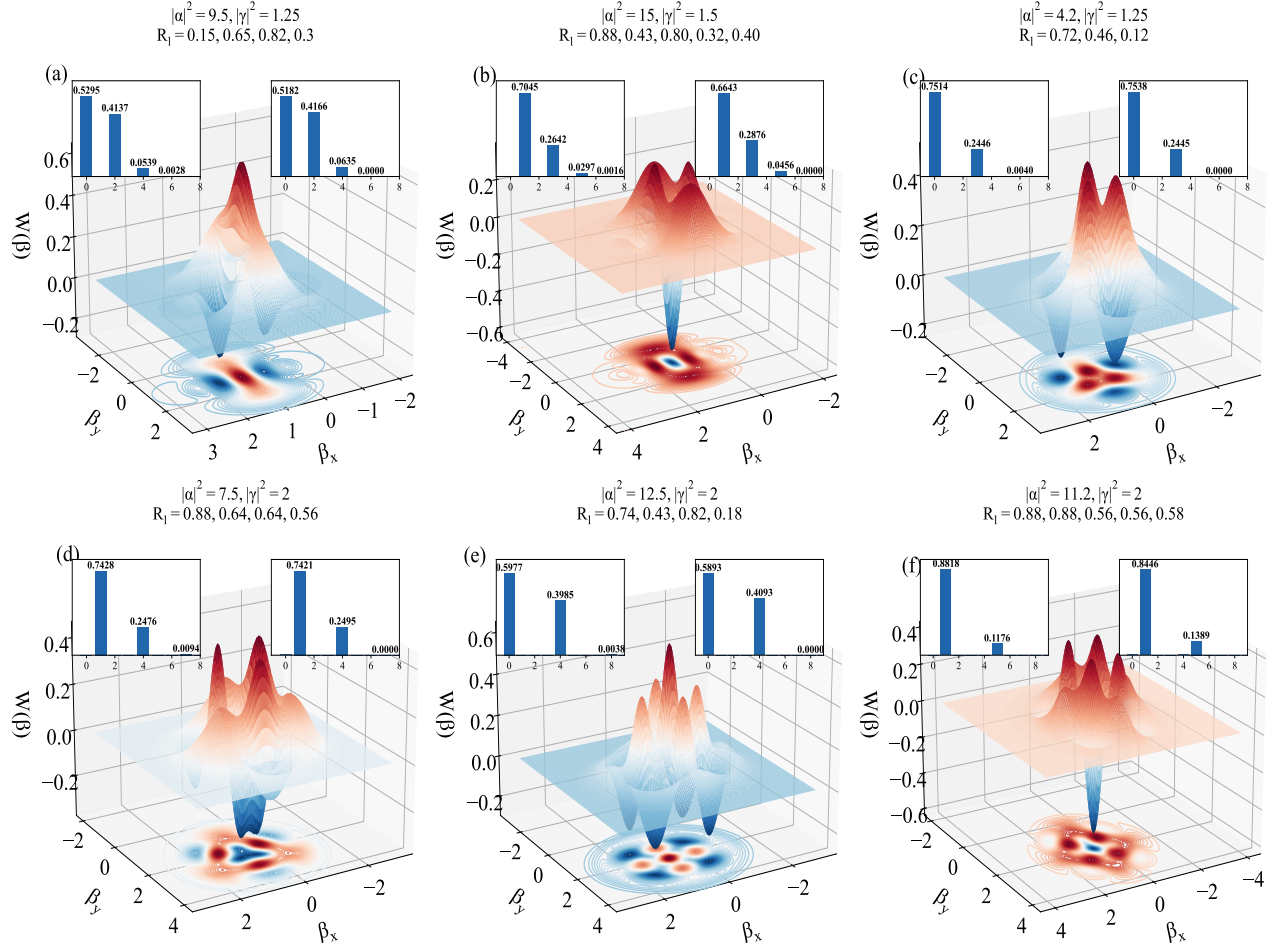 |α|² = 9.5, |γ|² = 1.25
R₁ = 0.15, 0.65, 0.82, 0.3
|α|² = 15, |γ|² = 1.5
R₁ = 0.88, 0.43, 0.80, 0.32, 0.40
|α|² = 4.2, |γ|² = 1.25
R₁ = 0.72, 0.46, 0.12
(a)
0.5295
0.4137
0.0539
0.0028
0 2 4 6 8
0.5182
0.4166
0.0635
0.0000
0 2 4 6 8
0.6
0.4
0.2
0.0
−0.2
W(β)
−2
0
2
β_y
3 2 1 0 −1 −2
β_x
(b)
0.7045
0.2642
0.0297
0.0016
0 2 4 6 8
0.6643
0.2876
0.0456
0.0000
0 2 4 6 8
0.2
0.0
−0.2
−0.4
−0.6
W(β)
−4
−2
0
2
4
β_y
4 2 0 −2
β_x
(c)
0.7514
0.2446
0.0040
0 2 4 6 8
0.7538
0.2445
0.0000
0 2 4 6 8
0.4
0.2
0.0
−0.2
W(β)
−2
0
2
β_y
2 0 −2
β_x
|α|² = 7.5, |γ|² = 2
R₁ = 0.88, 0.64, 0.64, 0.56
|α|² = 12.5, |γ|² = 2
R₁ = 0.74, 0.43, 0.82, 0.18
|α|² = 11.2, |γ|² = 2
R₁ = 0.88, 0.88, 0.56, 0.56, 0.58
(d)
0.7428
0.2476
0.0094
0 2 4 6 8
0.7421
0.2495
0.0000
0 2 4 6 8
0.4
0.2
0.0
−0.2
W(β)
−2
0
2
4
β_y
2 0 −2
β_x
(e)
0.5977
0.3985
0.0038
0 2 4 6 8
0.5893
0.4093
0.0000
0 2 4 6 8
0.6
0.4
0.2
0.0
−0.2
W(β)
−2
0
2
4
β_y
2 0 −2
β_x
(f)
0.8818
0.1176
0 2 4 6 8
0.8446
0.1389
0 2 4 6 8
0.4
0.2
0.0
−0.2
−0.4
−0.6
W(β)
−2
0
2
4
β_y
4 2 0 −2 −4
β_x